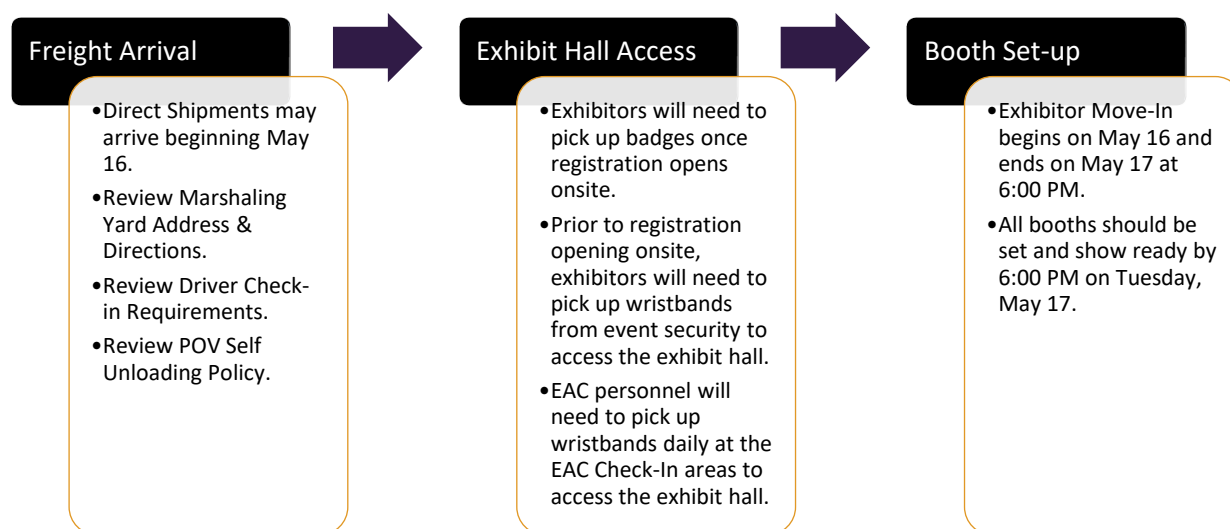 Freight Arrival
•Direct Shipments may
arrive beginning May
16.
•Review Marshaling
Yard Address &
Directions.
•Review Driver Check-
in Requirements.
•Review POV Self
Unloading Policy.
Exhibit Hall Access
•Exhibitors will need to
pick up badges once
registration opens
onsite.
•Prior to registration
opening onsite,
exhibitors will need to
pick up wristbands
from event security to
access the exhibit hall.
•EAC personnel will
need to pick up
wristbands daily at the
EAC Check-In areas to
access the exhibit hall.
Booth Set-up
•Exhibitor Move-In
begins on May 16 and
ends on May 17 at
6:00 PM.
•All booths should be
set and show ready by
6:00 PM on Tuesday,
May 17.